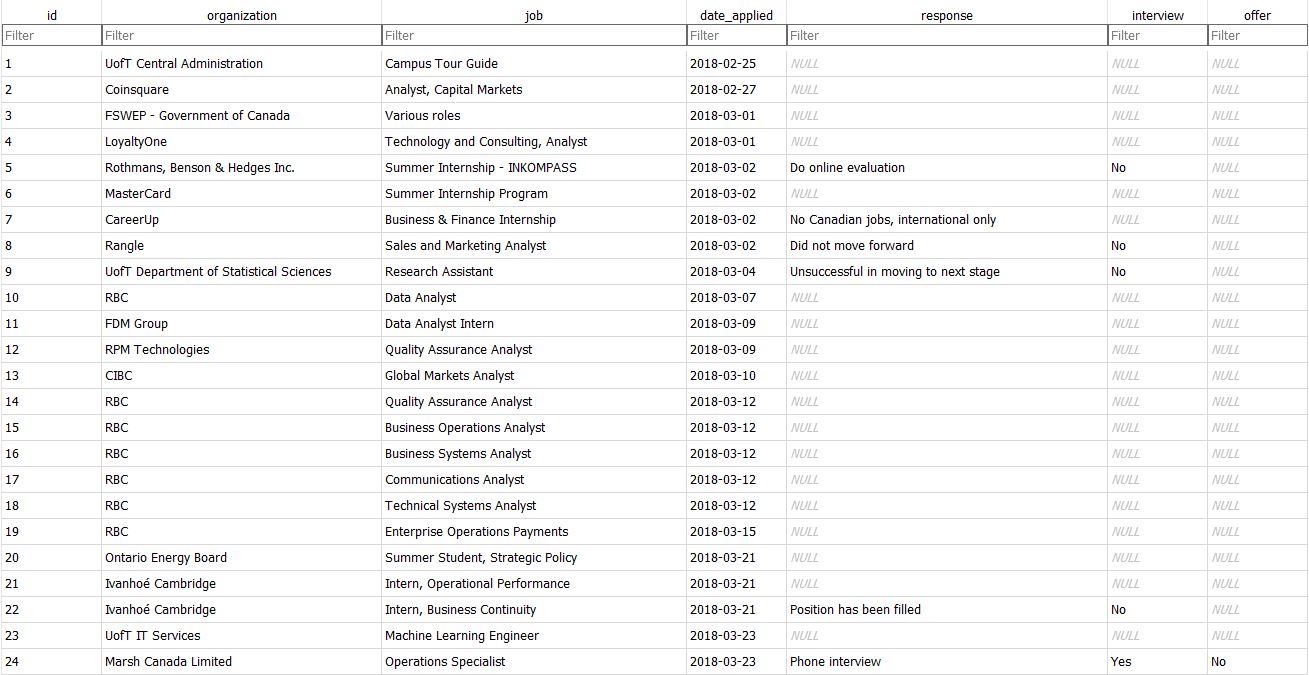 id organization job date_applied response interview offer
Filter Filter Filter Filter Filter Filter Filter
1 UofT Central Administration Campus Tour Guide 2018-02-25 NULL NULL NULL
2 Coinsquare Analyst, Capital Markets 2018-02-27 NULL NULL NULL
3 FSWEP - Government of Canada Various roles 2018-03-01 NULL NULL NULL
4 LoyaltyOne Technology and Consulting, Analyst 2018-03-01 NULL NULL NULL
5 Rothmans, Benson & Hedges Inc. Summer Internship - INKOMPASS 2018-03-02 Do online evaluation No NULL
6 MasterCard Summer Internship Program 2018-03-02 NULL NULL NULL
7 CareerUp Business & Finance Internship 2018-03-02 No Canadian jobs, international only NULL NULL
8 Rangle Sales and Marketing Analyst 2018-03-02 Did not move forward No NULL
9 UofT Department of Statistical Sciences Research Assistant 2018-03-04 Unsuccessful in moving to next stage No NULL
10 RBC Data Analyst 2018-03-07 NULL NULL NULL
11 FDM Group Data Analyst Intern 2018-03-09 NULL NULL NULL
12 RPM Technologies Quality Assurance Analyst 2018-03-09 NULL NULL NULL
13 CIBC Global Markets Analyst 2018-03-10 NULL NULL NULL
14 RBC Quality Assurance Analyst 2018-03-12 NULL NULL NULL
15 RBC Business Operations Analyst 2018-03-12 NULL NULL NULL
16 RBC Business Systems Analyst 2018-03-12 NULL NULL NULL
17 RBC Communications Analyst 2018-03-12 NULL NULL NULL
18 RBC Technical Systems Analyst 2018-03-12 NULL NULL NULL
19 RBC Enterprise Operations Payments 2018-03-15 NULL NULL NULL
20 Ontario Energy Board Summer Student, Strategic Policy 2018-03-21 NULL NULL NULL
21 Ivanhoé Cambridge Intern, Operational Performance 2018-03-21 NULL NULL NULL
22 Ivanhoé Cambridge Intern, Business Continuity 2018-03-21 Position has been filled No NULL
23 UofT IT Services Machine Learning Engineer 2018-03-23 NULL NULL NULL
24 Marsh Canada Limited Operations Specialist 2018-03-23 Phone interview Yes No